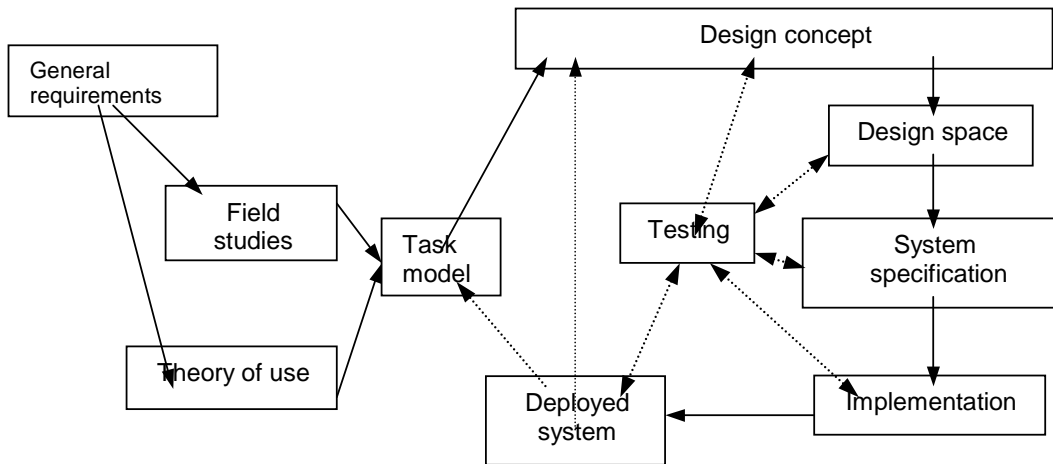 General
requirements
Field
studies
Theory of use
Task
model
Design concept
Design space
Testing
System
specification
Implementation
Deployed
system